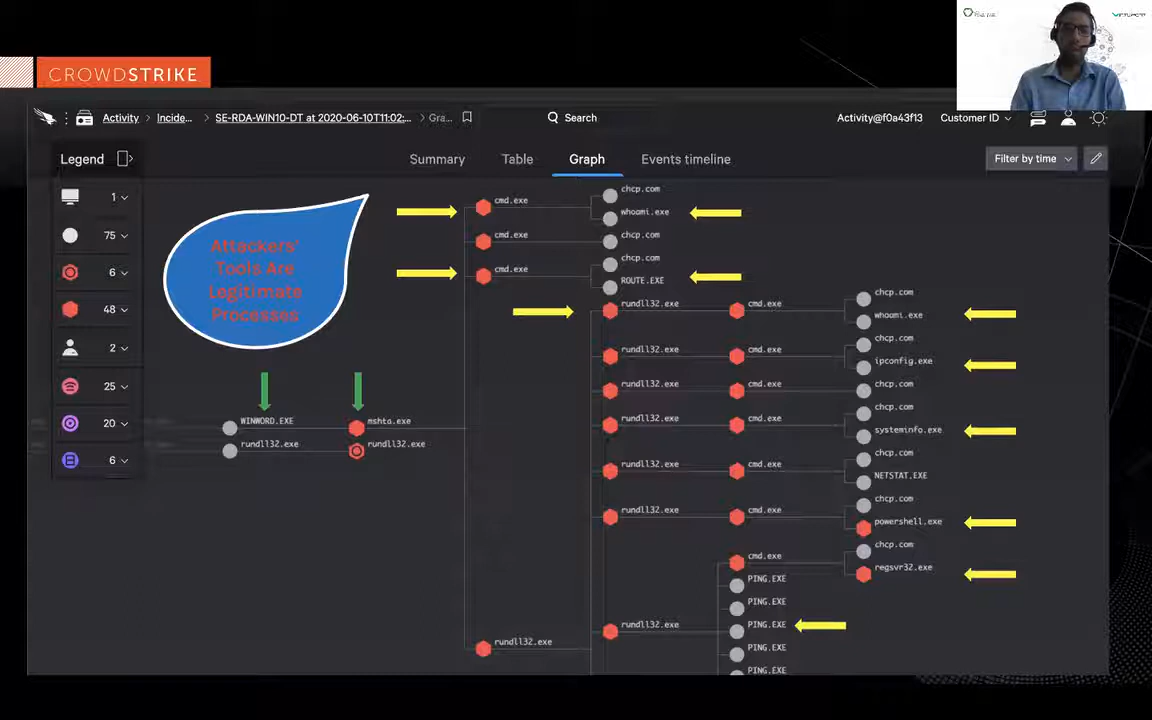 CROWDSTRIKE
Activity
Incide...
SE-RDA-WIN10-DT at 2020-06-10T11:02:...
Gra...
Search
Activity@f0a43f13
Customer ID
Legend
Summary
Table
Graph
Events timeline
Filter by time
1
75
6
48
2
25
20
6
Attackers'
Tools Are
Legitimate
Processes
WINWORD.EXE
mshta.exe
rundll32.exe
rundll32.exe
cmd.exe
chcp.com
whoami.exe
cmd.exe
chcp.com
cmd.exe
chcp.com
ROUTE.EXE
rundll32.exe
cmd.exe
chcp.com
whoami.exe
rundll32.exe
cmd.exe
chcp.com
ipconfig.exe
rundll32.exe
cmd.exe
chcp.com
rundll32.exe
cmd.exe
chcp.com
systeminfo.exe
rundll32.exe
cmd.exe
chcp.com
NETSTAT.EXE
rundll32.exe
cmd.exe
chcp.com
powershell.exe
cmd.exe
chcp.com
regsvr32.exe
PING.EXE
PING.EXE
rundll32.exe
PING.EXE
rundll32.exe
PING.EXE
PING.EXE